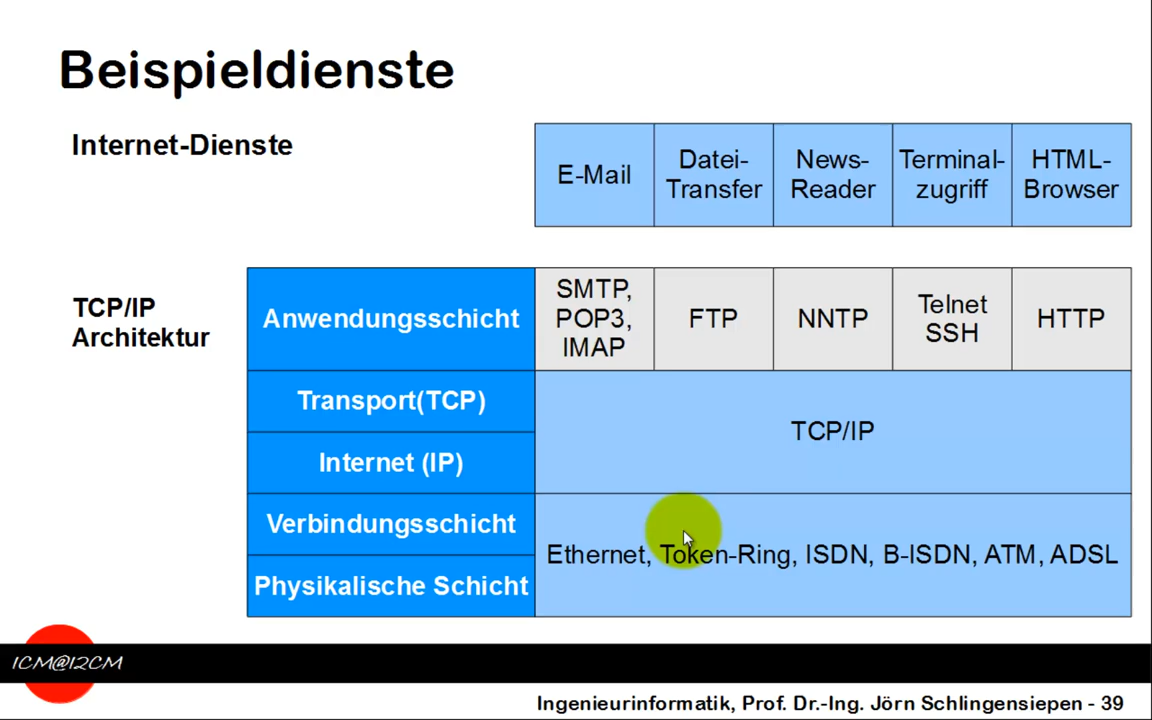 Beispieldienste
Internet-Dienste
E-Mail
Datei-
Transfer
News-
Reader
Terminal-
zugriff
HTML-
Browser
TCP/IP
Architektur
Anwendungsschicht
SMTP,
POP3,
IMAP
FTP
NNTP
Telnet
SSH
HTTP
Transport(TCP)
Internet (IP)
TCP/IP
Verbindungsschicht
Physikalische Schicht
Ethernet, Token-Ring, ISDN, B-ISDN, ATM, ADSL
ICM@I2CM
Ingenieurinformatik, Prof. Dr.-Ing. Jörn Schlingensiepen - 39